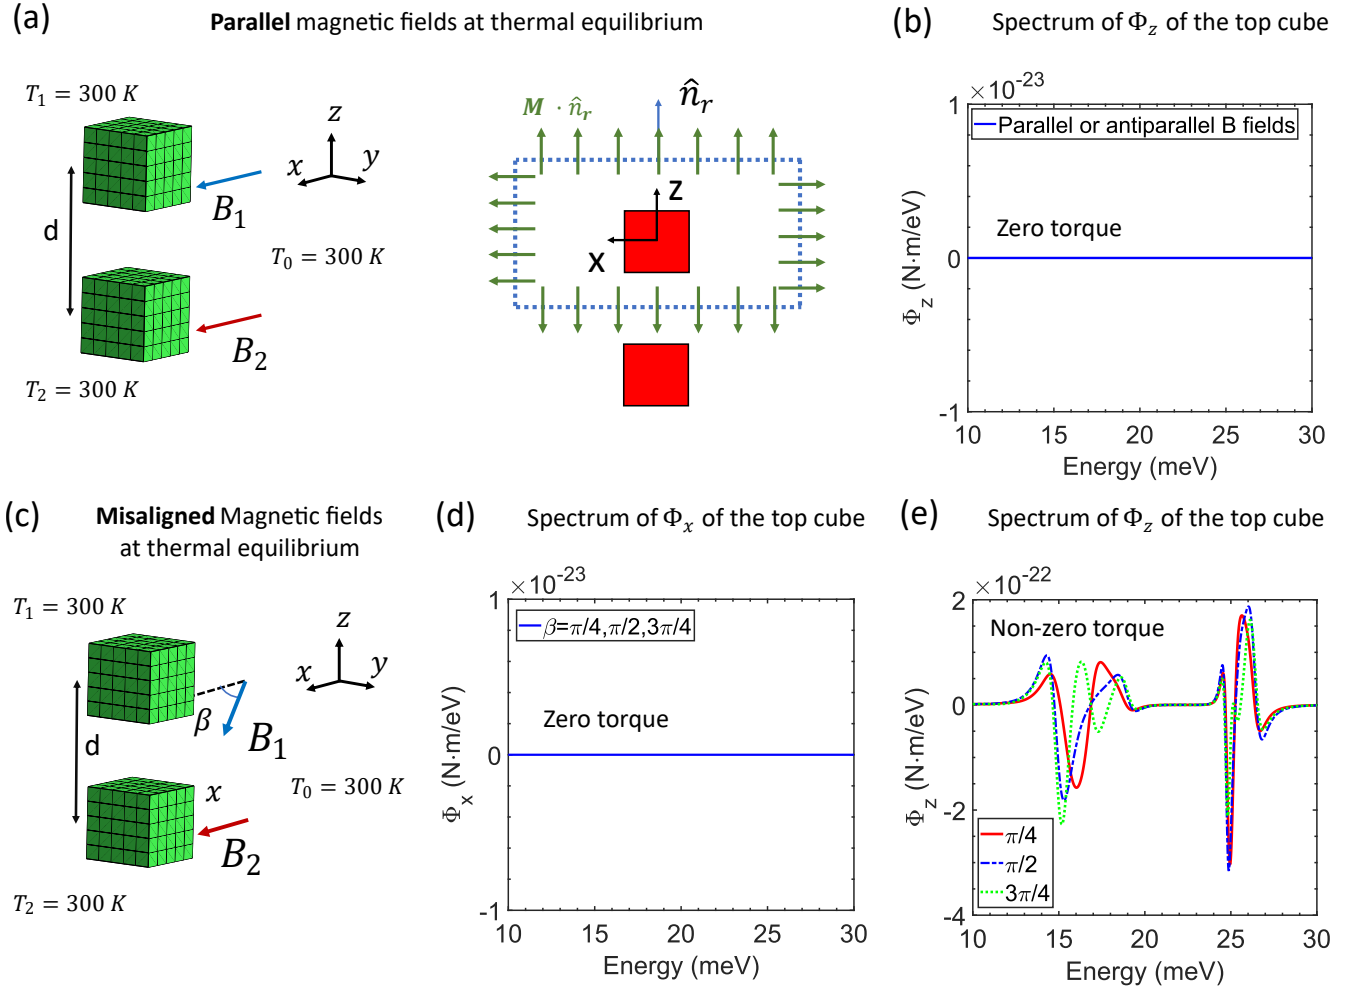 (a)
Parallel magnetic fields at thermal equilibrium
T₁ = 300 K
z
x
y
B₁
d
T₀ = 300 K
B₂
T₂ = 300 K
M · n̂ᵣ
n̂ᵣ
z
x
(b)
Spectrum of Φ_z of the top cube
×10⁻²³
1
Parallel or antiparallel B fields
Zero torque
0
-1
Φ_z (N·m/eV)
10 15 20 25 30
Energy (meV)
(c)
Misaligned Magnetic fields
at thermal equilibrium
T₁ = 300 K
z
x
y
β
B₁
d
T₀ = 300 K
x
B₂
T₂ = 300 K
(d)
Spectrum of Φₓ of the top cube
×10⁻²³
1
β=π/4,π/2,3π/4
Zero torque
0
-1
Φₓ (N·m/eV)
10 15 20 25 30
Energy (meV)
(e)
Spectrum of Φ_z of the top cube
×10⁻²²
2
Non-zero torque
0
-2
-4
Φ_z (N·m/eV)
π/4
π/2
3π/4
10 15 20 25 30
Energy (meV)